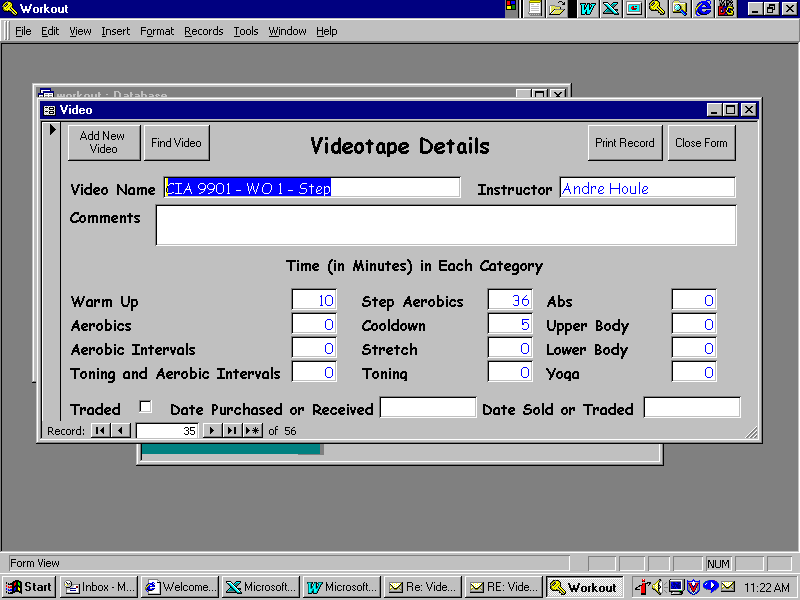 Workout
File Edit View Insert Format Records Tools Window Help
workout : Database
Video
Add New Video
Find Video
Videotape Details
Print Record
Close Form
Video Name CIA 9901 - WO 1 - Step Instructor Andre Houle
Comments
Time (in Minutes) in Each Category
Warm Up 10 Step Aerobics 36 Abs 0
Aerobics 0 Cooldown 5 Upper Body 0
Aerobic Intervals 0 Stretch 0 Lower Body 0
Toning and Aerobic Intervals 0 Toning 0 Yoga 0
Traded Date Purchased or Received Date Sold or Traded
Record: 35 of 56
Form View NUM
Start Inbox - M... Welcome... Microsoft... Microsoft... Re: Vide... RE: Vide... Workout 11:22 AM